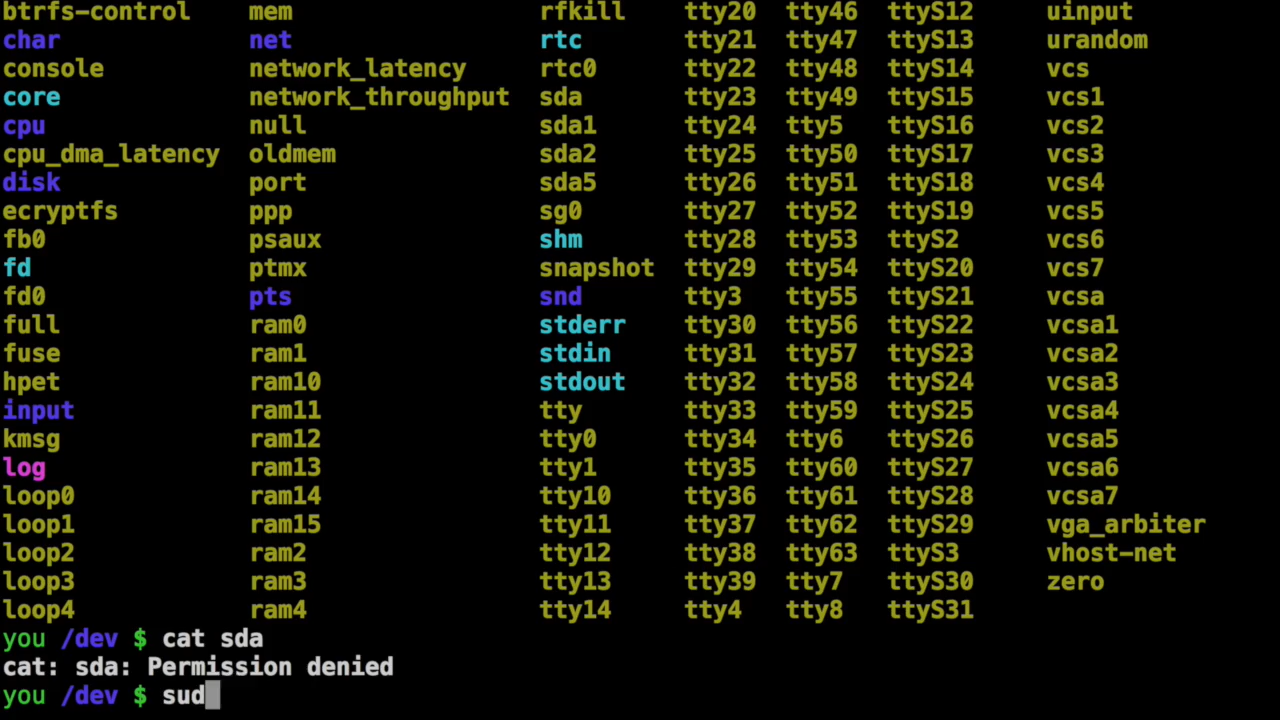 btrfs-control mem rfkill tty20 tty46 ttyS12 uinput
char net rtc tty21 tty47 ttyS13 urandom
console network_latency rtc0 tty22 tty48 ttyS14 vcs
core network_throughput sda tty23 tty49 ttyS15 vcs1
cpu null sda1 tty24 tty5 ttyS16 vcs2
cpu_dma_latency oldmem sda2 tty25 tty50 ttyS17 vcs3
disk port sda5 tty26 tty51 ttyS18 vcs4
ecryptfs ppp sg0 tty27 tty52 ttyS19 vcs5
fb0 psaux shm tty28 tty53 ttyS2 vcs6
fd ptmx snapshot tty29 tty54 ttyS20 vcs7
fd0 pts snd tty3 tty55 ttyS21 vcsa
full ram0 stderr tty30 tty56 ttyS22 vcsa1
fuse ram1 stdin tty31 tty57 ttyS23 vcsa2
hpet ram10 stdout tty32 tty58 ttyS24 vcsa3
input ram11 tty tty33 tty59 ttyS25 vcsa4
kmsg ram12 tty0 tty34 tty6 ttyS26 vcsa5
log ram13 tty1 tty35 tty60 ttyS27 vcsa6
loop0 ram14 tty10 tty36 tty61 ttyS28 vcsa7
loop1 ram15 tty11 tty37 tty62 ttyS29 vga_arbiter
loop2 ram2 tty12 tty38 tty63 ttyS3 vhost-net
loop3 ram3 tty13 tty39 tty7 ttyS30 zero
loop4 ram4 tty14 tty4 tty8 ttyS31
you /dev $ cat sda
cat: sda: Permission denied
you /dev $ sud